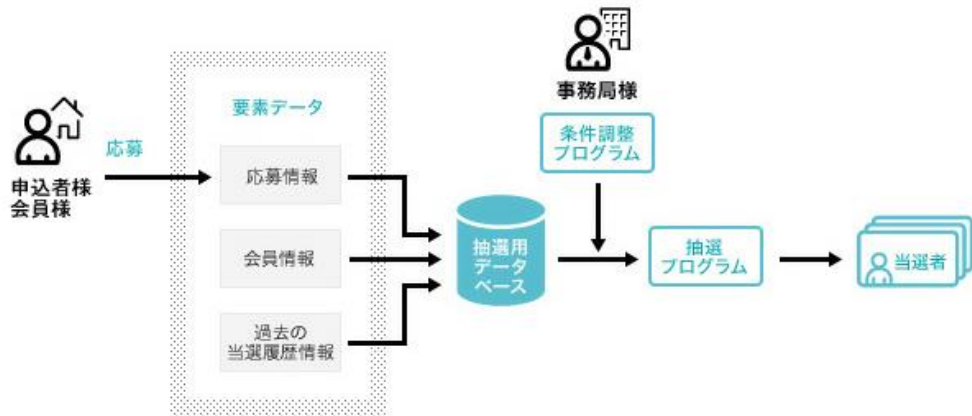 申込者様
会員様
応募
要素データ
応募情報
会員情報
過去の
当選履歴情報
抽選用
データ
ベース
事務局様
条件調整
プログラム
抽選
プログラム
当選者